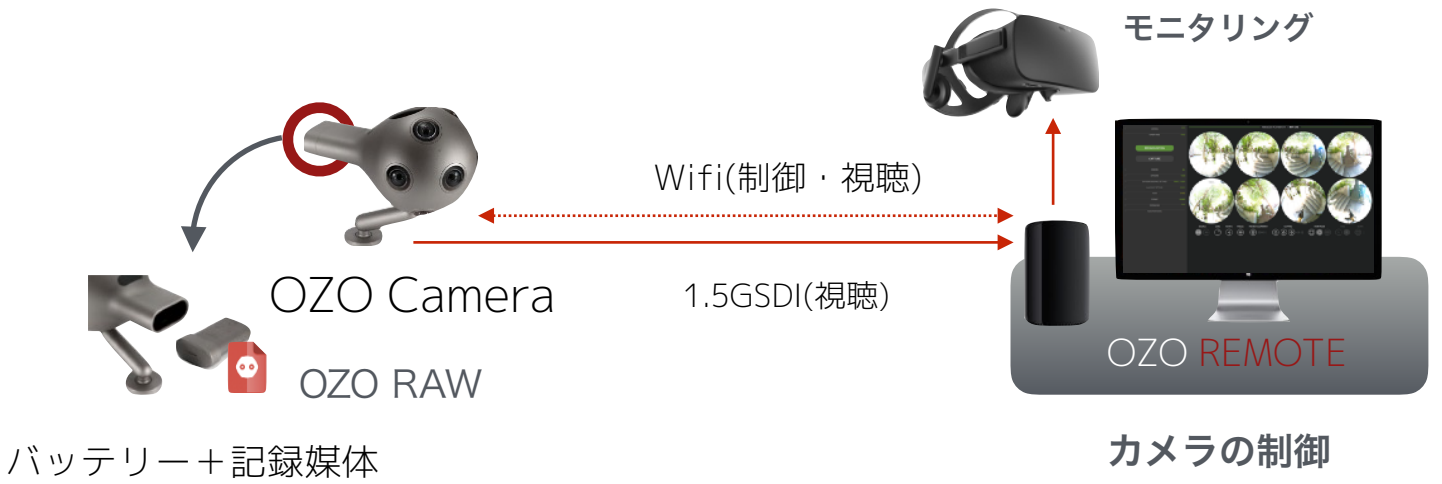 モニタリング
Wifi(制御・視聴)
OZO Camera
1.5GSDI(視聴)
OZO REMOTE
OZO RAW
カメラの制御
バッテリー＋記録媒体